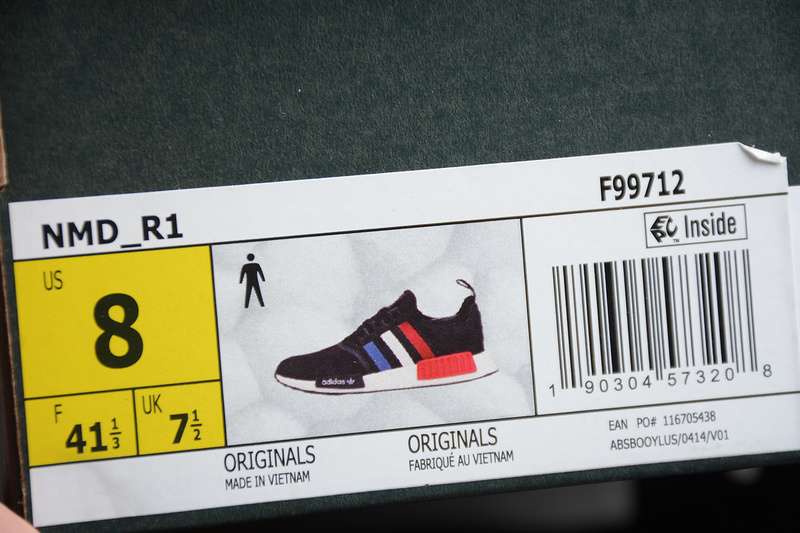 NMD_R1
F99712
EPC™ Inside
US
8
F
41 1/3
UK
7 1/2
adidas
1 90304 57320 8
ORIGINALS
MADE IN VIETNAM
ORIGINALS
FABRIQUÉ AU VIETNAM
EAN PO# 116705438
ABSBOOYLUS/0414/V01